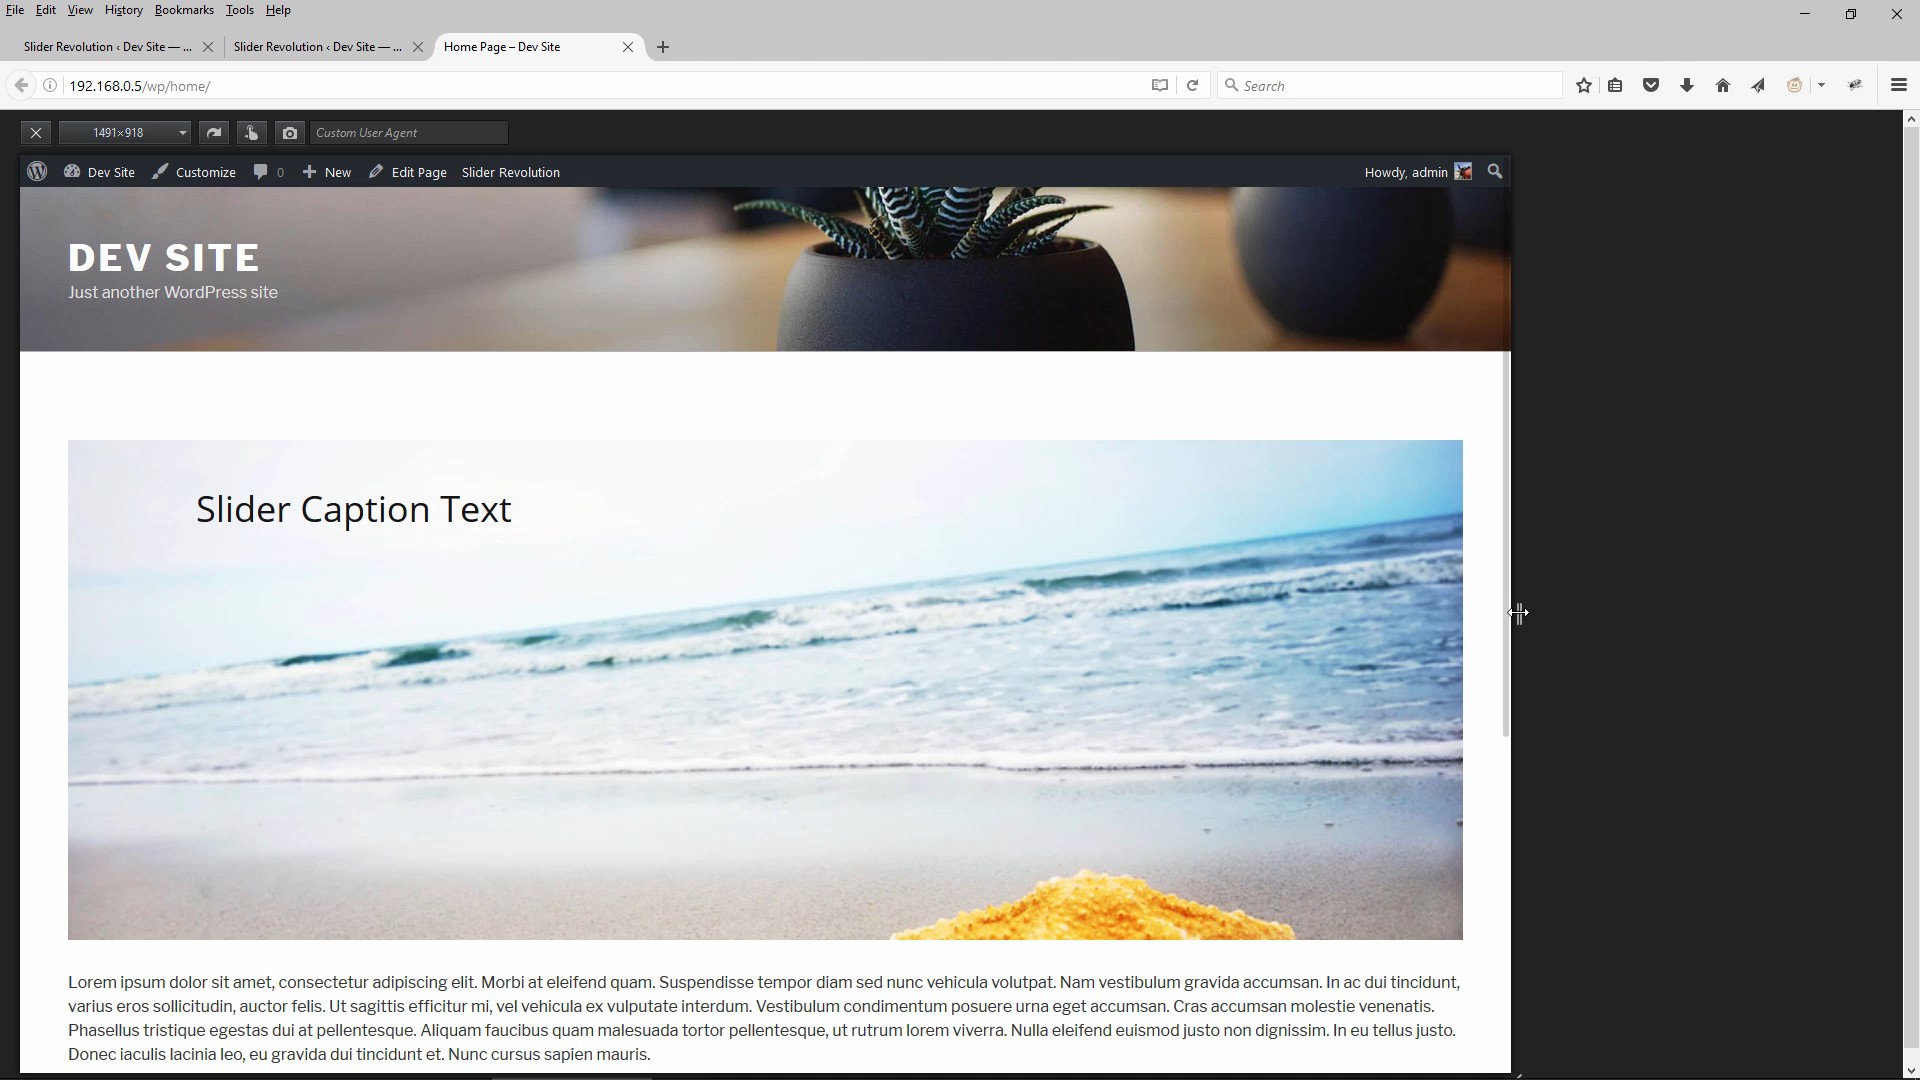 File Edit View History Bookmarks Tools Help
Slider Revolution ‹ Dev Site — ... Slider Revolution ‹ Dev Site — ... Home Page – Dev Site
192.168.0.5/wp/home/ Search
1491×918 Custom User Agent
Dev Site Customize 0 New Edit Page Slider Revolution Howdy, admin
DEV SITE
Just another WordPress site
Slider Caption Text
Lorem ipsum dolor sit amet, consectetur adipiscing elit. Morbi at eleifend quam. Suspendisse tempor diam sed nunc vehicula volutpat. Nam vestibulum gravida accumsan. In ac dui tincidunt,
varius eros sollicitudin, auctor felis. Ut sagittis efficitur mi, vel vehicula ex vulputate interdum. Vestibulum condimentum posuere urna eget accumsan. Cras accumsan molestie venenatis.
Phasellus tristique egestas dui at pellentesque. Aliquam faucibus quam malesuada tortor pellentesque, ut rutrum lorem viverra. Nulla eleifend euismod justo non dignissim. In eu tellus justo.
Donec iaculis lacinia leo, eu gravida dui tincidunt et. Nunc cursus sapien mauris.